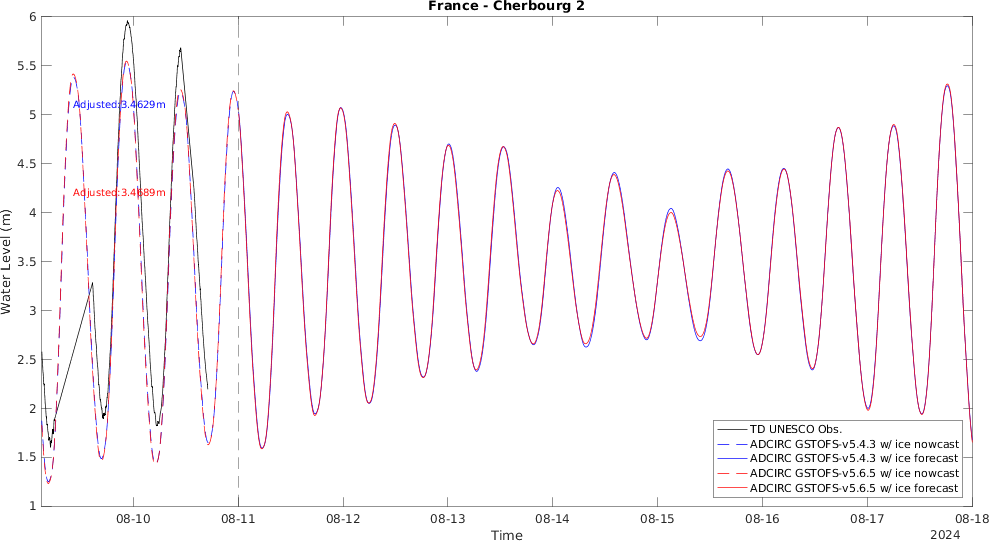 France - Cherbourg 2
6
5.5
5
4.5
4
3.5
3
2.5
2
1.5
1
Water Level (m)
Adjusted:3.4629m
Adjusted:3.4689m
TD UNESCO Obs.
ADCIRC GSTOFS-v5.4.3 w/ ice nowcast
ADCIRC GSTOFS-v5.4.3 w/ ice forecast
ADCIRC GSTOFS-v5.6.5 w/ ice nowcast
ADCIRC GSTOFS-v5.6.5 w/ ice forecast
08-10 08-11 08-12 08-13 08-14 08-15 08-16 08-17 08-18
Time
2024